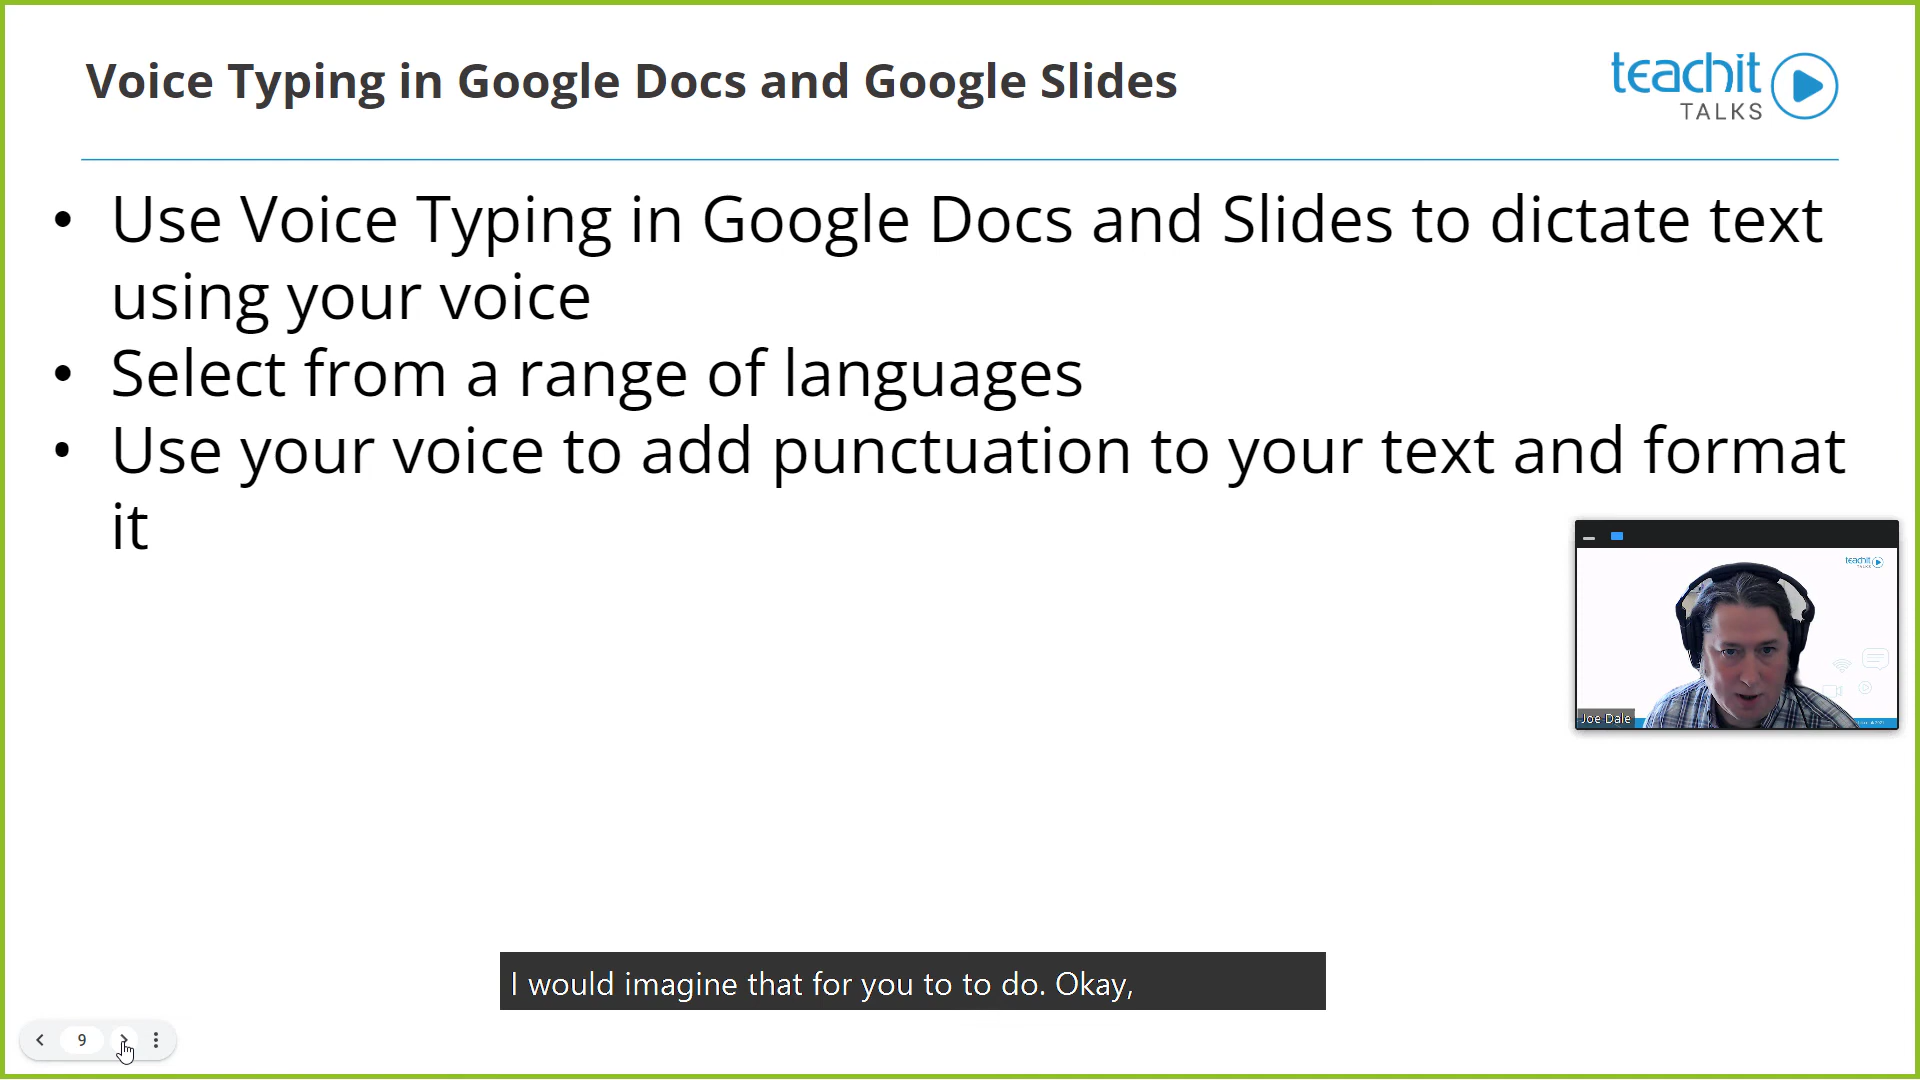 Voice Typing in Google Docs and Google Slides
teachit
TALKS
• Use Voice Typing in Google Docs and Slides to dictate text
using your voice
• Select from a range of languages
• Use your voice to add punctuation to your text and format
it
teachit
TALKS
Joe Dale
I would imagine that for you to to do. Okay,
9